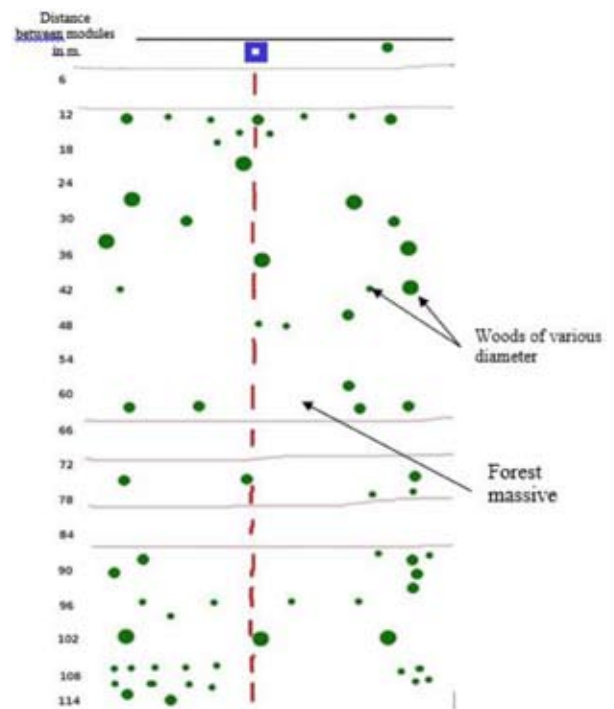 Distance
between modules
in m.
6
12
18
24
30
36
42
48
54
60
66
72
78
84
90
96
102
108
114
Woods of various
diameter
Forest
massive